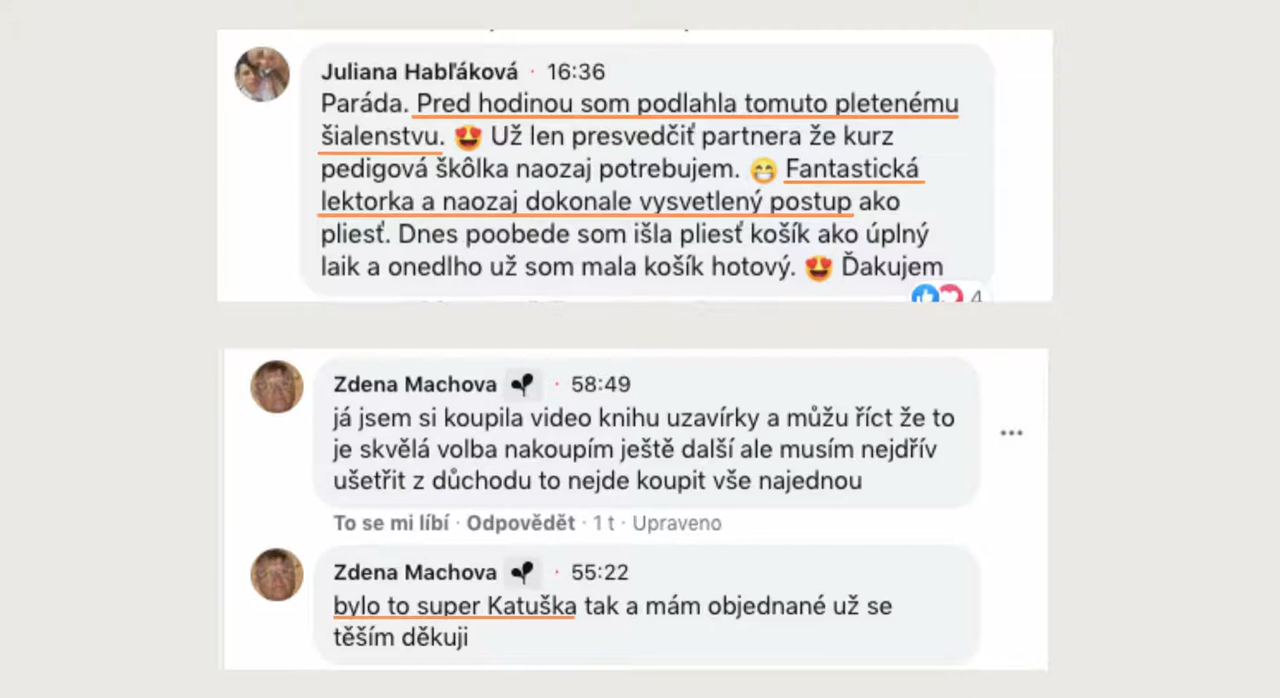 Juliana Habľáková · 16:36
Paráda. Pred hodinou som podlahla tomuto pletenému
šialenstvu. 😍 Už len presvedčiť partnera že kurz
pedigová škôlka naozaj potrebujem. 😁 Fantastická
lektorka a naozaj dokonale vysvetlený postup ako
pliesť. Dnes poobede som išla pliesť košík ako úplný
laik a onedlho už som mala košík hotový. 😍 Ďakujem
4
Zdena Machova · 58:49
já jsem si koupila video knihu uzavírky a můžu říct že to
je skvělá volba nakoupím ještě další ale musím nejdřív
ušetřit z důchodu to nejde koupit vše najednou
To se mi líbí · Odpovědět · 1 t · Upraveno
Zdena Machova · 55:22
bylo to super Katuška tak a mám objednané už se
těším děkuji